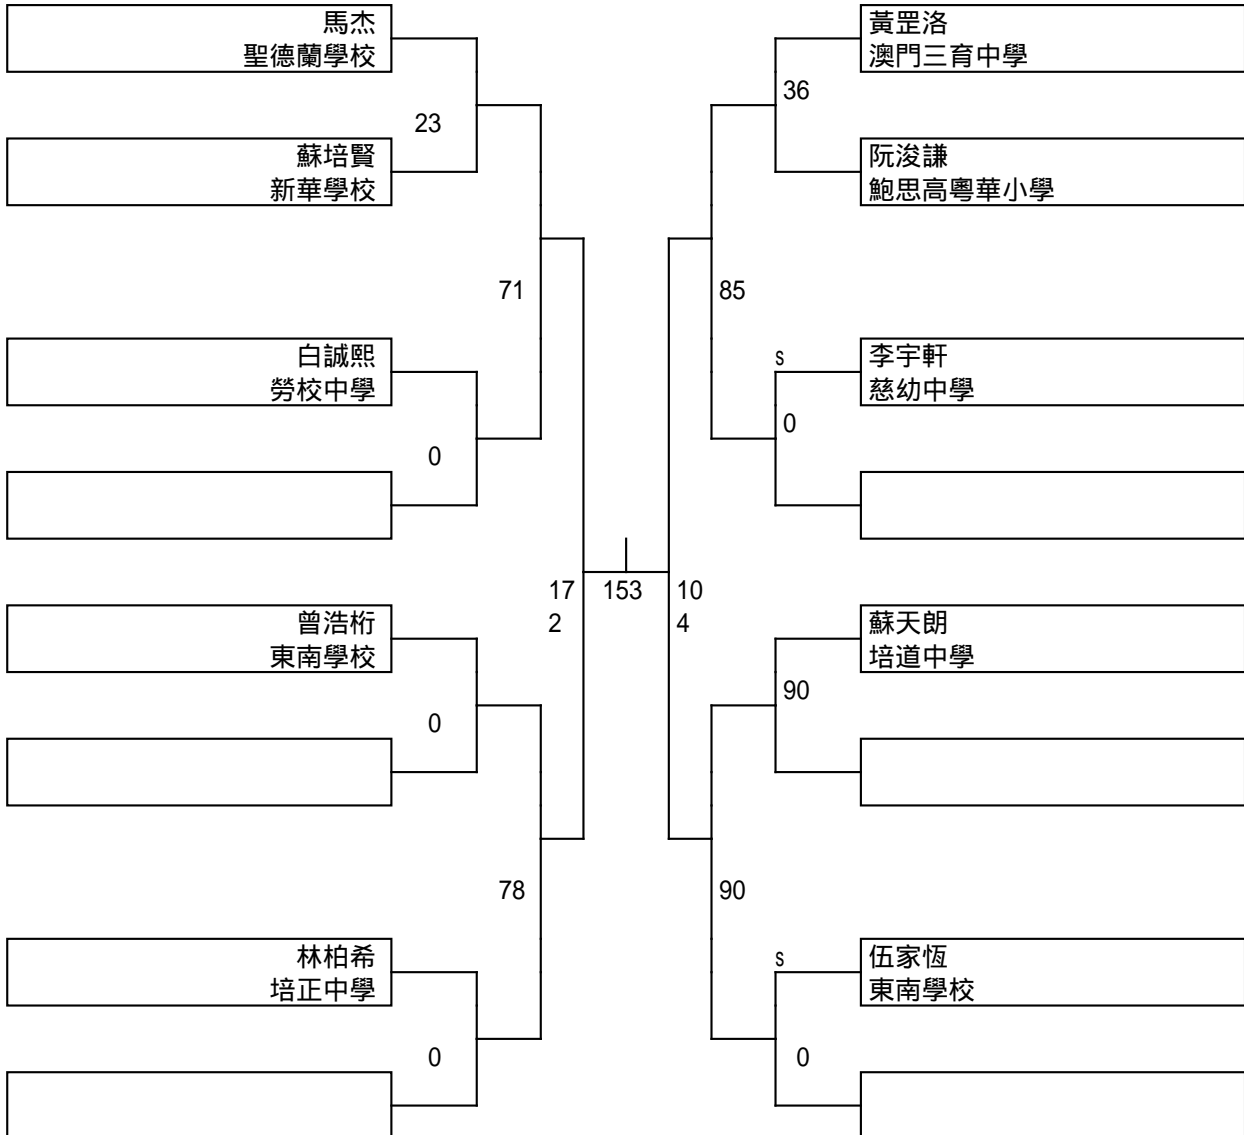 馬杰
聖德蘭學校
23
蘇培賢
新華學校
71
白誠熙
勞校中學
0
曾浩桁
東南學校
0
78
林柏希
培正中學
0
17
2
153
10
4
黃罡洛
澳門三育中學
36
阮浚謙
鮑思高粵華小學
85
s
李宇軒
慈幼中學
0
蘇天朗
培道中學
90
90
s
伍家恆
東南學校
0